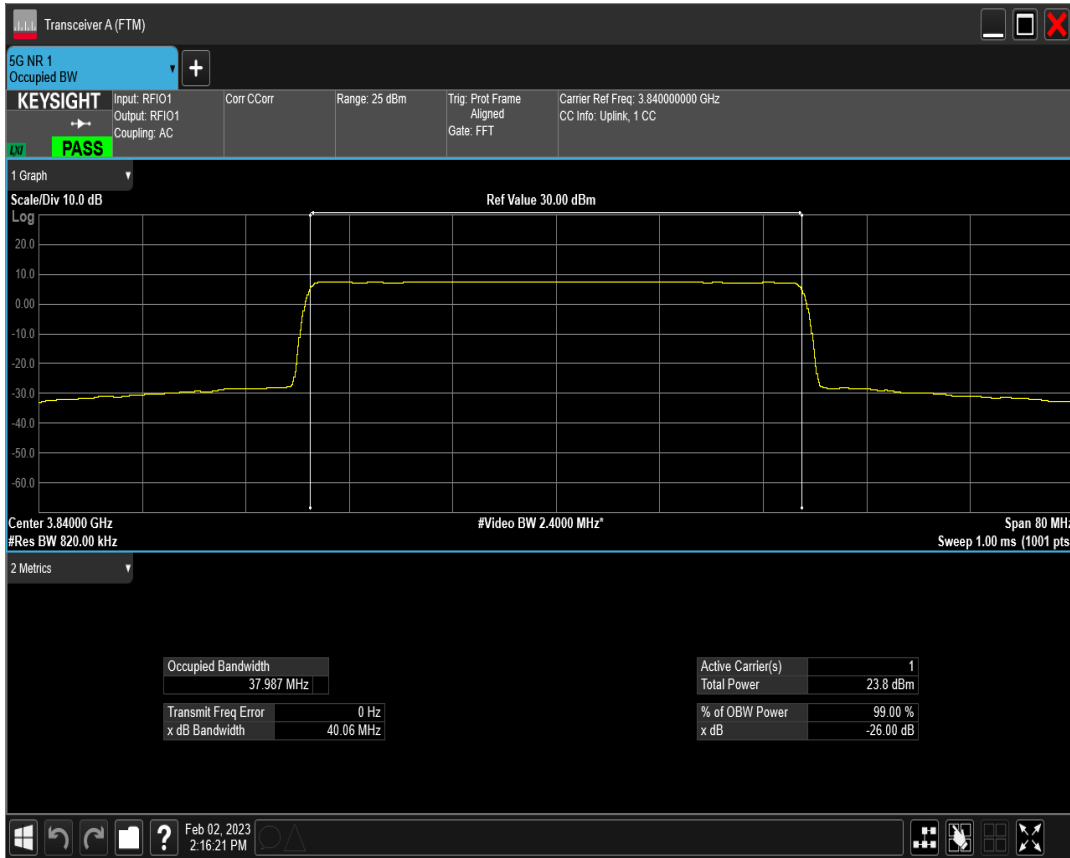 Transceiver A (FTM)
5G NR 1
Occupied BW
+
KEYSIGHT
LXI
PASS
Input: RFIO1
Output: RFIO1
Coupling: AC
Corr CCorr
Range: 25 dBm
Trig: Prot Frame
Aligned
Gate: FFT
Carrier Ref Freq: 3.840000000 GHz
CC Info: Uplink, 1 CC
1 Graph
Scale/Div 10.0 dB
Ref Value 30.00 dBm
Log
20.0
10.0
0.00
-10.0
-20.0
-30.0
-40.0
-50.0
-60.0
Center 3.84000 GHz
#Video BW 2.4000 MHz*
Span 80 MHz
#Res BW 820.00 kHz
Sweep 1.00 ms (1001 pts
2 Metrics
Occupied Bandwidth
37.987 MHz
Transmit Freq Error 0 Hz
x dB Bandwidth 40.06 MHz
Active Carrier(s) 1
Total Power 23.8 dBm
% of OBW Power 99.00 %
x dB -26.00 dB
?
Feb 02, 2023
2:16:21 PM